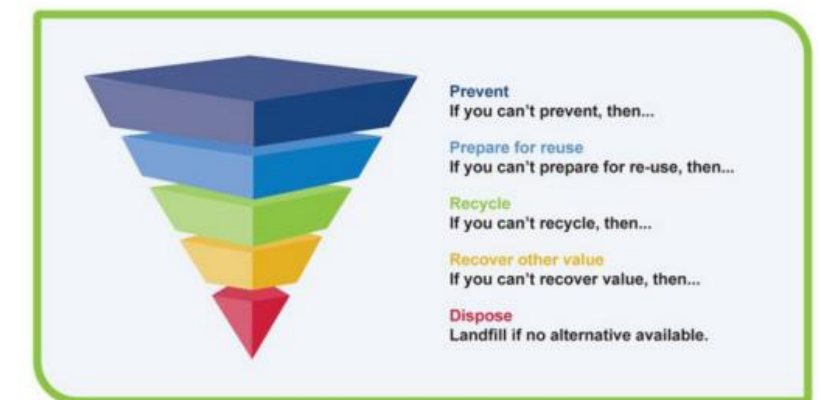 Prevent
If you can't prevent, then...
Prepare for reuse
If you can't prepare for re-use, then...
Recycle
If you can't recycle, then...
Recover other value
If you can't recover value, then...
Dispose
Landfill if no alternative available.